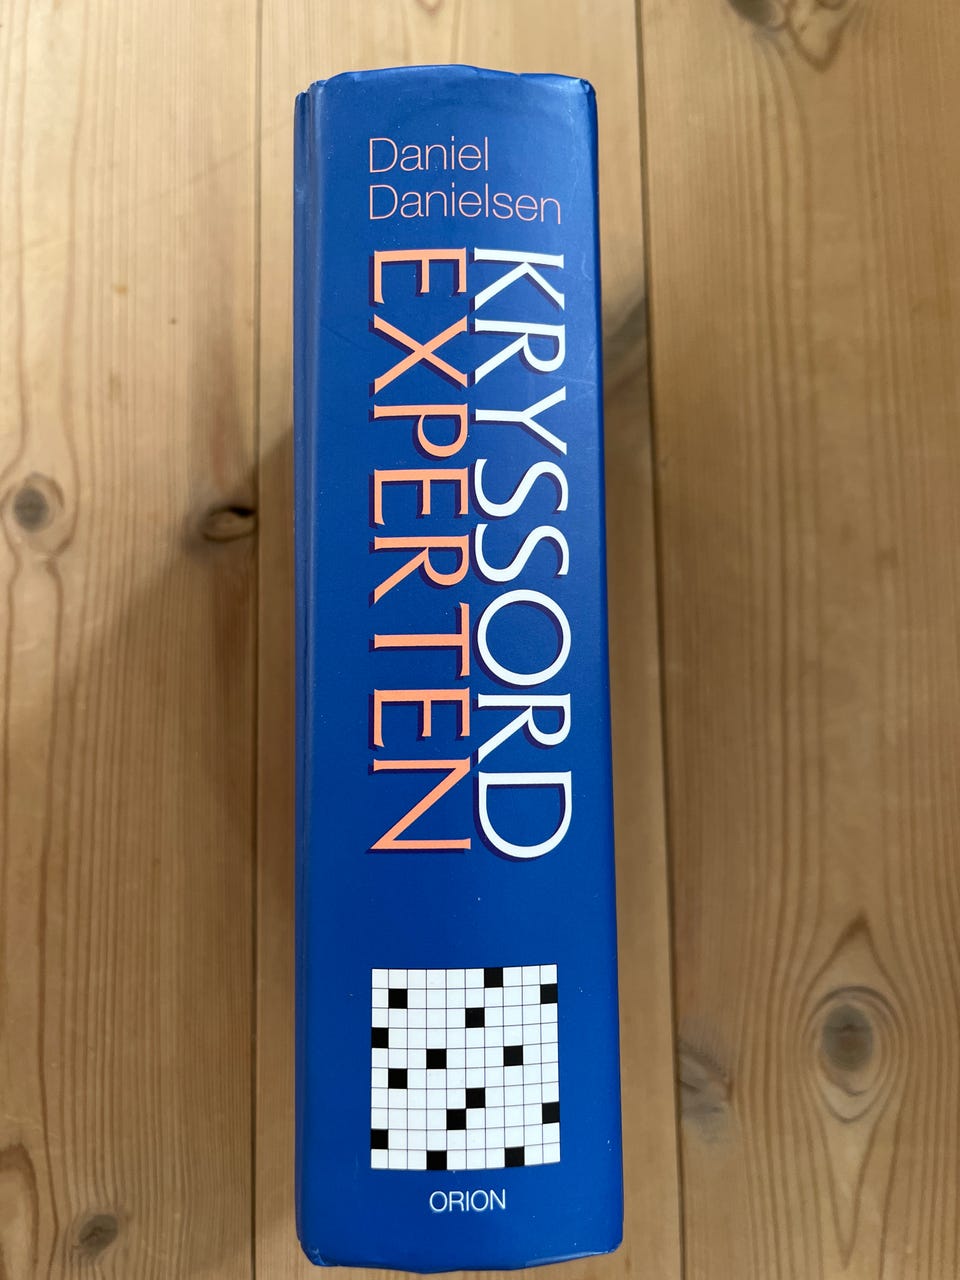 Daniel
Danielsen
KRYSSORD
EXPERTEN
ORION